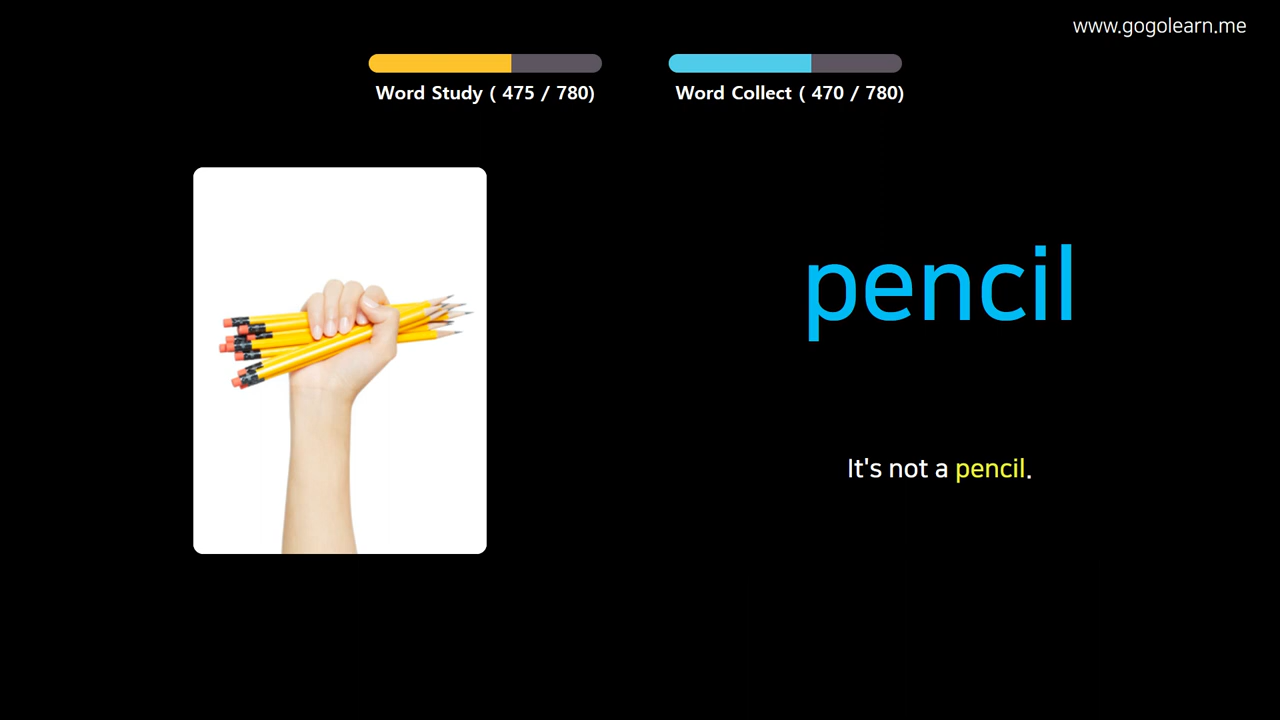 www.gogolearn.me
Word Study ( 475 / 780)
Word Collect ( 470 / 780)
pencil
It's not a pencil.